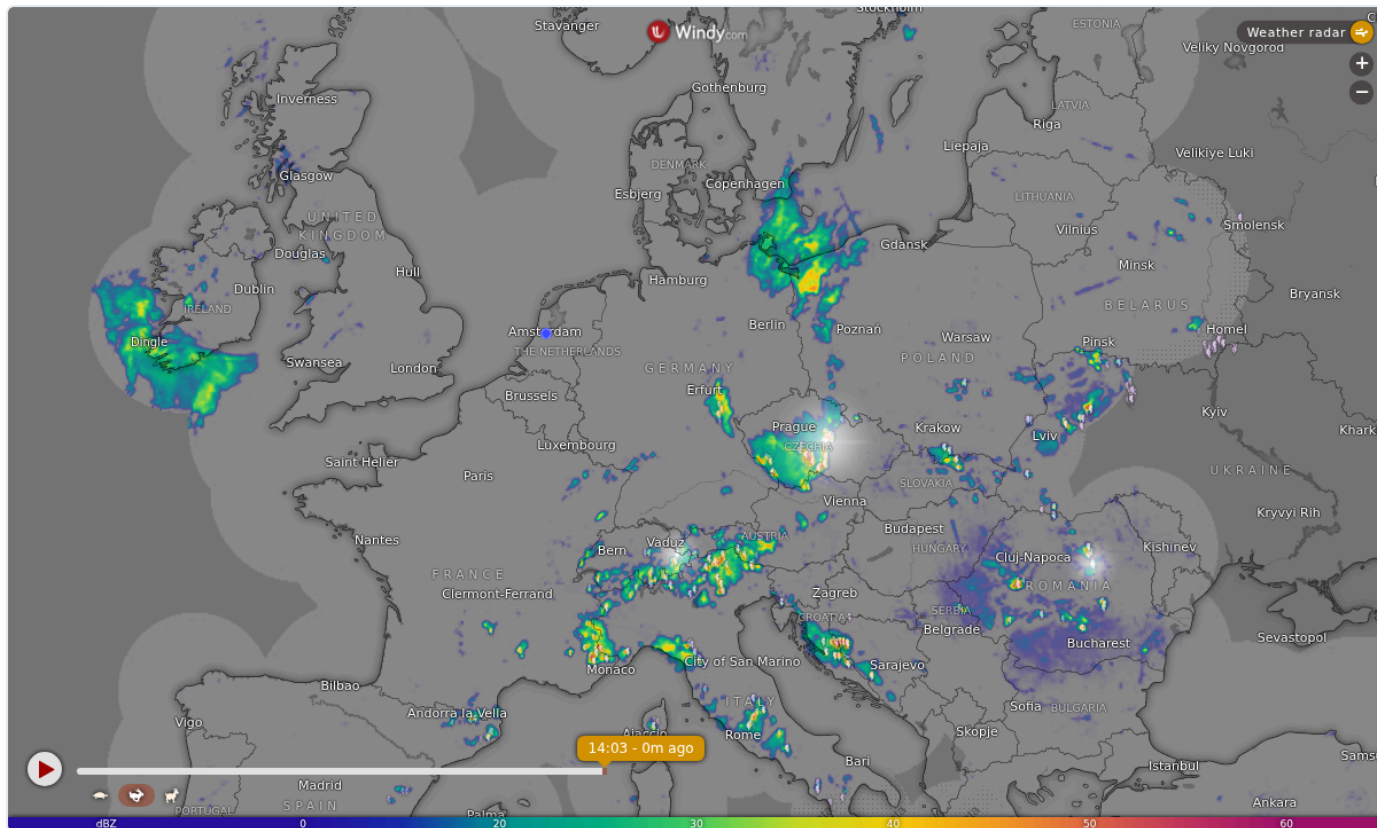 Stockholm
Stavanger
Windy.com
ESTONIA
Weather radar
Veliky Novgorod
+
−
Gothenburg
Inverness
LATVIA
Riga
Liepaja
Velikiye Luki
DENMARK
Glasgow
Copenhagen
Esbjerg
LITHUANIA
UNITED
KINGDOM
Smolensk
Vilnius
Gdańsk
Douglas
Hull
Minsk
Hamburg
Dublin
Bryansk
BELARUS
IRELAND
Berlin
Poznań
Homel
Amsterdam
Warsaw
Dingle
Pinsk
THE NETHERLANDS
POLAND
Swansea
London
GERMANY
Erfurt
Brussels
Kyiv
Prague
Krakow
Lviv
Khark
CZECHIA
Luxembourg
Saint Helier
UKRAINE
Paris
SLOVAKIA
Vienna
Kryvyi Rih
Budapest
Nantes
AUSTRIA
Vaduz
Bern
HUNGARY
Kishinev
Cluj-Napoca
FRANCE
ROMANIA
Clermont-Ferrand
Zagreb
SERBIA
CROATIA
Belgrade
Sevastopol
Bucharest
City of San Marino
Sarajevo
Monaco
Bilbao
ITALY
Sofia
BULGARIA
Andorra la Vella
Vigo
Ajaccio
Rome
Skopje
14:03 - 0m ago
Sams
Bari
Istanbul
Madrid
SPAIN
PORTUGAL
Palma
Ankara
dBZ 0 20 30 40 50 60